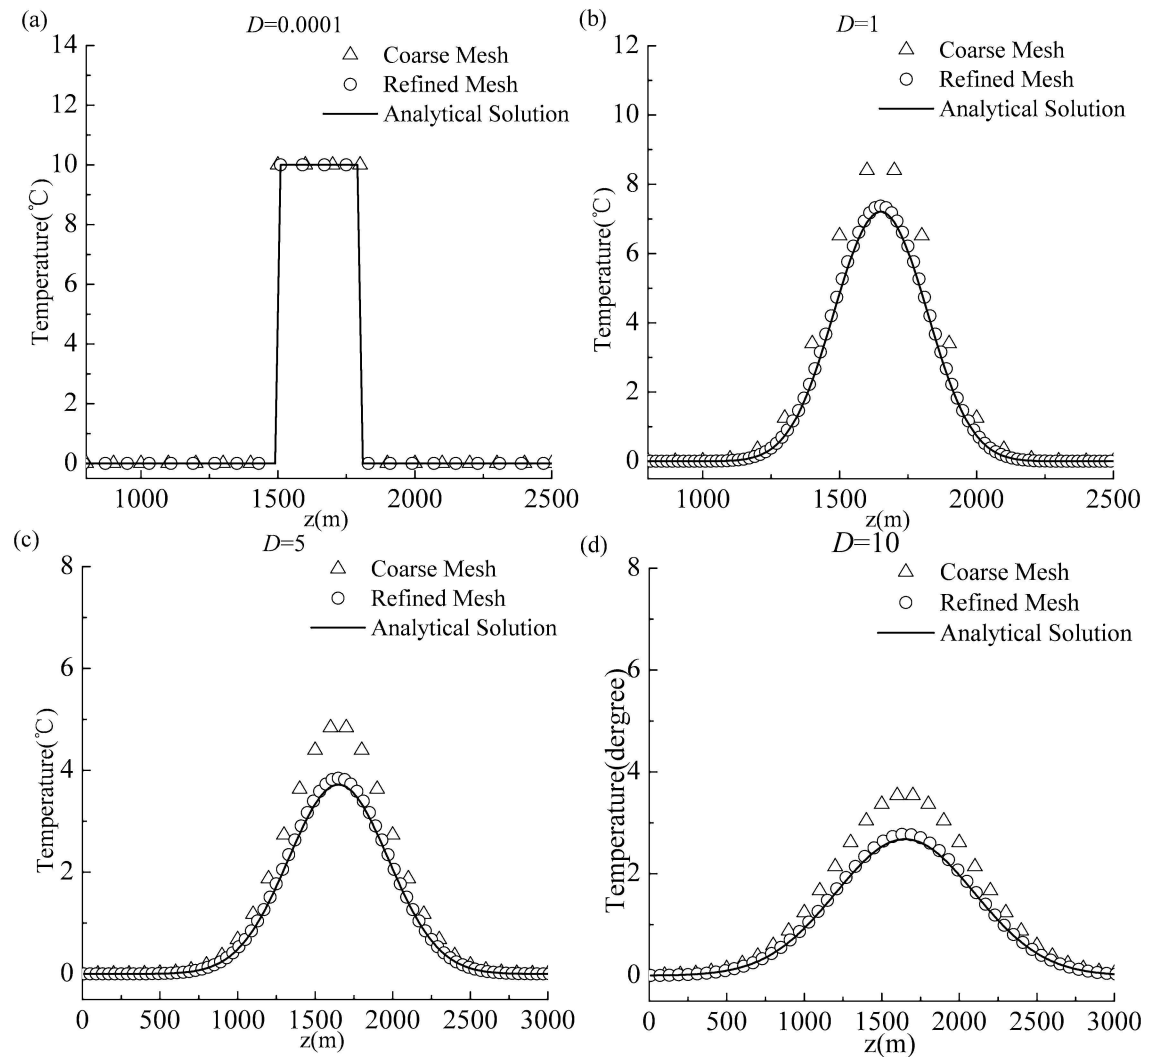 (a)
D=0.0001
14
12
10
8
6
4
2
0
Temperature(℃)
1000
1500
2000
2500
z(m)
Coarse Mesh
Refined Mesh
Analytical Solution
(b)
D=1
12
10
8
6
4
2
0
Temperature(℃)
1000
1500
2000
2500
z(m)
Coarse Mesh
Refined Mesh
Analytical Solution
(c)
D=5
8
6
4
2
0
Temperature(℃)
0
500
1000
1500
2000
2500
3000
z(m)
Coarse Mesh
Refined Mesh
Analytical Solution
(d)
D=10
8
6
4
2
0
Temperature(dergree)
0
500
1000
1500
2000
2500
3000
z(m)
Coarse Mesh
Refined Mesh
Analytical Solution